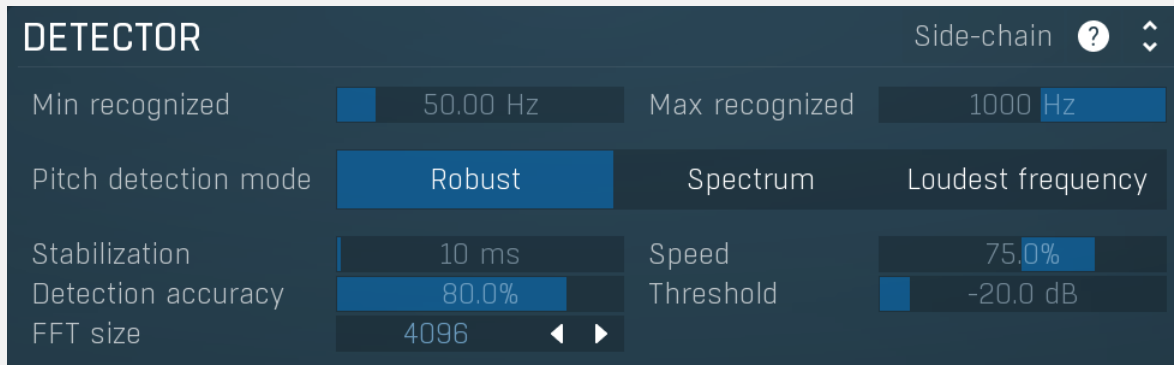 DETECTOR Side-chain ?
Min recognized 50.00 Hz Max recognized 1000 Hz
Pitch detection mode Robust Spectrum Loudest frequency
Stabilization 10 ms Speed 75.0%
Detection accuracy 80.0% Threshold -20.0 dB
FFT size 4096